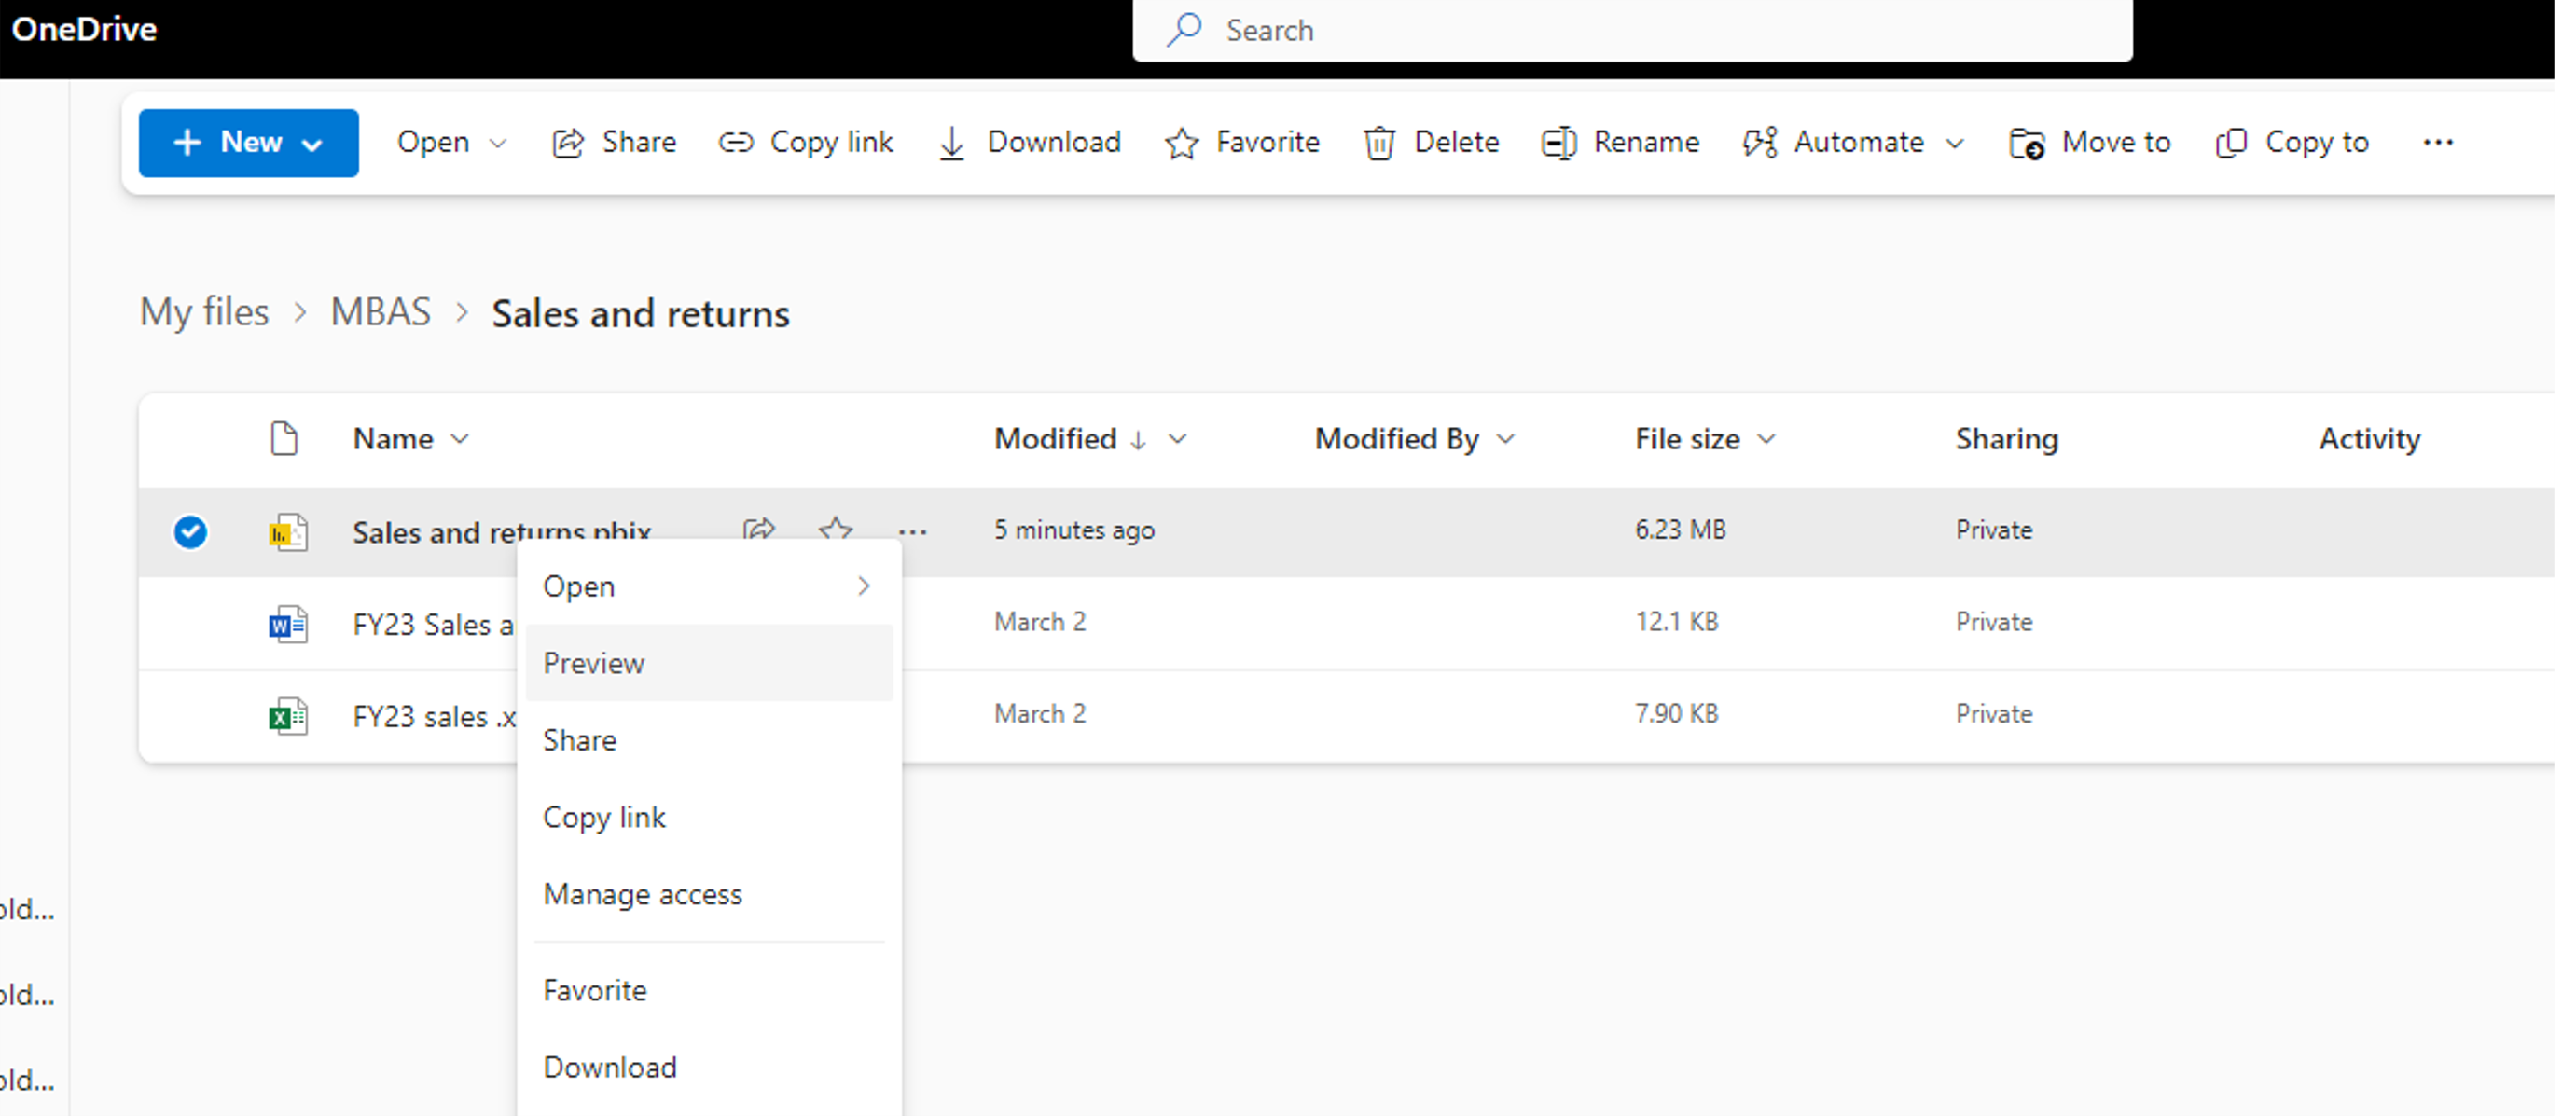 OneDrive
Search
New
Open
Share
Copy link
Download
Favorite
Delete
Rename
Automate
Move to
Copy to
My files > MBAS > Sales and returns
Name Modified Modified By File size Sharing Activity
Sales and returns.pbix 5 minutes ago 6.23 MB Private
FY23 Sales a March 2 12.1 KB Private
FY23 sales .x March 2 7.90 KB Private
Open
Preview
Share
Copy link
Manage access
Favorite
Download
old...
old...
old...